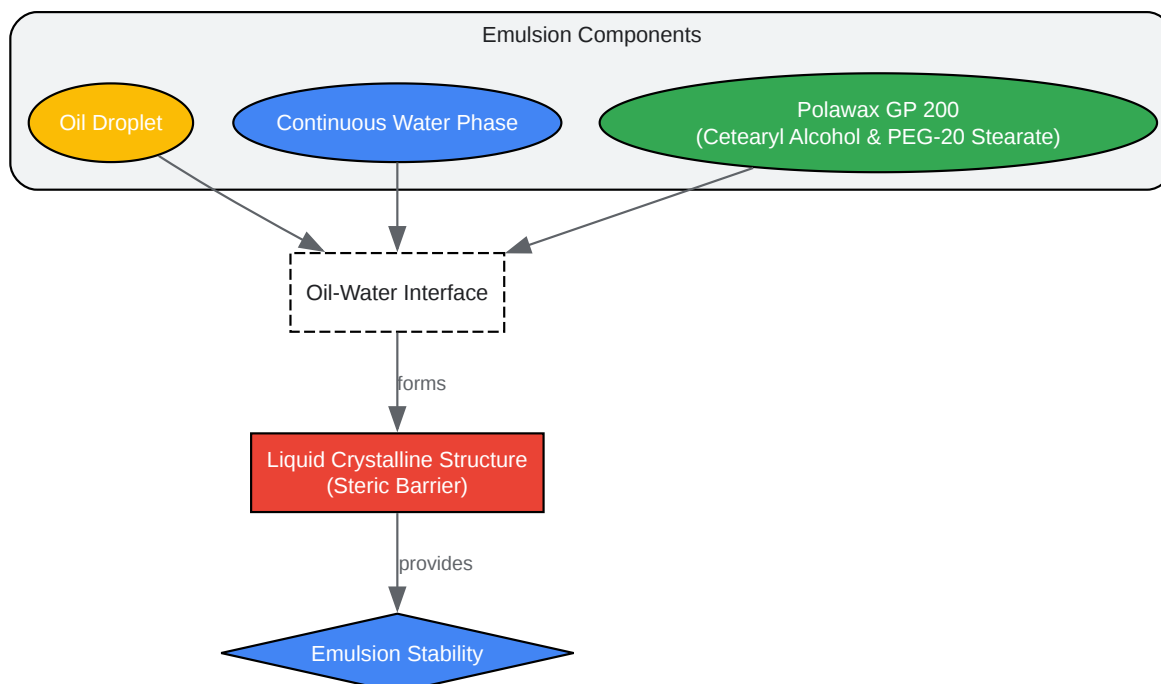 Emulsion Components
Oil Droplet
Continuous Water Phase
Polawax GP 200
(Cetearyl Alcohol & PEG-20 Stearate)
Oil-Water Interface
forms
Liquid Crystalline Structure
(Steric Barrier)
provides
Emulsion Stability